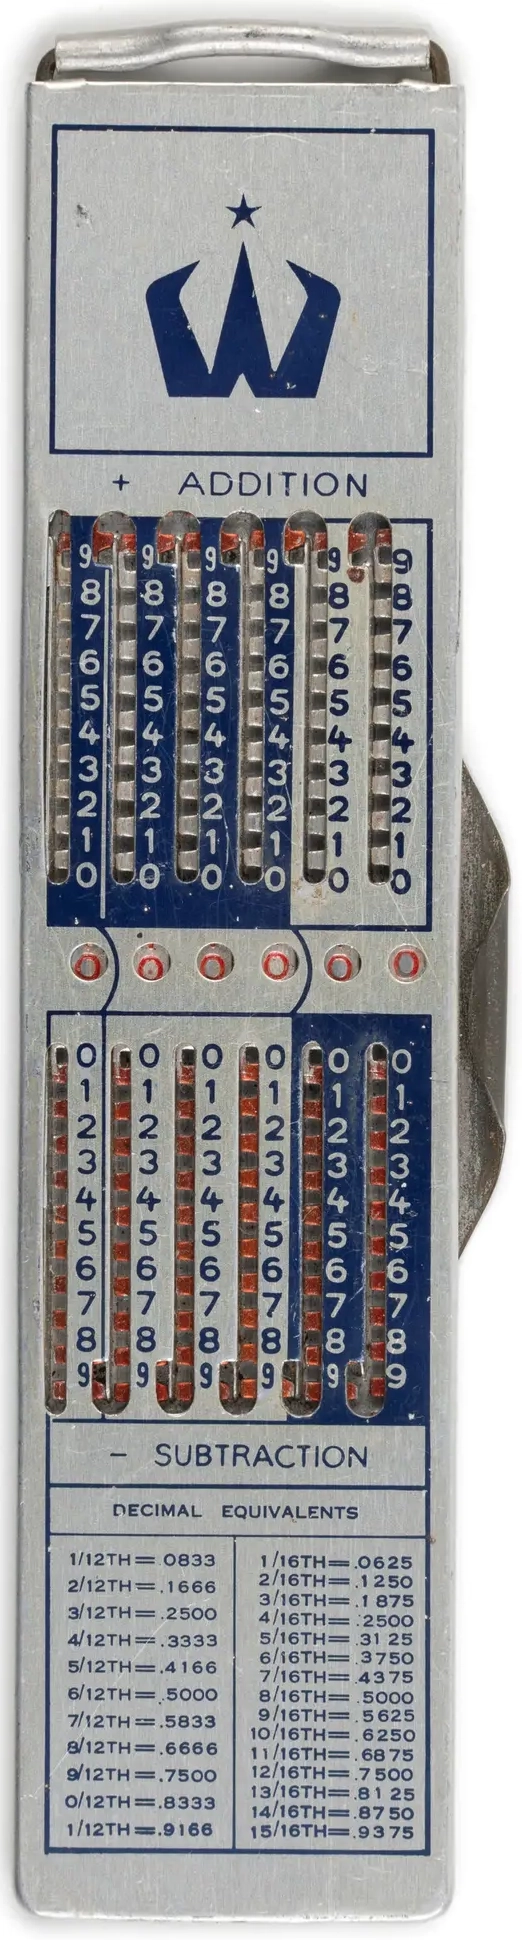 + ADDITION
9 9 9 9 9 9
8 8 8 8 8 8
7 7 7 7 7 7
6 6 6 6 6 6
5 5 5 5 5 5
4 4 4 4 4 4
3 3 3 3 3 3
2 2 2 2 2 2
1 1 1 1 1 1
0 0 0 0 0 0
0 0 0 0 0 0
0 0 0 0 0 0
1 1 1 1 1 1
2 2 2 2 2 2
3 3 3 3 3 3
4 4 4 4 4 4
5 5 5 5 5 5
6 6 6 6 6 6
7 7 7 7 7 7
8 8 8 8 8 8
9 9 9 9 9 9
– SUBTRACTION
DECIMAL EQUIVALENTS
1/12TH=.0833
2/12TH=.1666
3/12TH=.2500
4/12TH=.3333
5/12TH=.4166
6/12TH=.5000
7/12TH=.5833
8/12TH=.6666
9/12TH=.7500
0/12TH=.8333
1/12TH=.9166
1/16TH=.0625
2/16TH=.1250
3/16TH=.1875
4/16TH=.2500
5/16TH=.3125
6/16TH=.3750
7/16TH=.4375
8/16TH=.5000
9/16TH=.5625
10/16TH=.6250
11/16TH=.6875
12/16TH=.7500
13/16TH=.8125
14/16TH=.8750
15/16TH=.9375